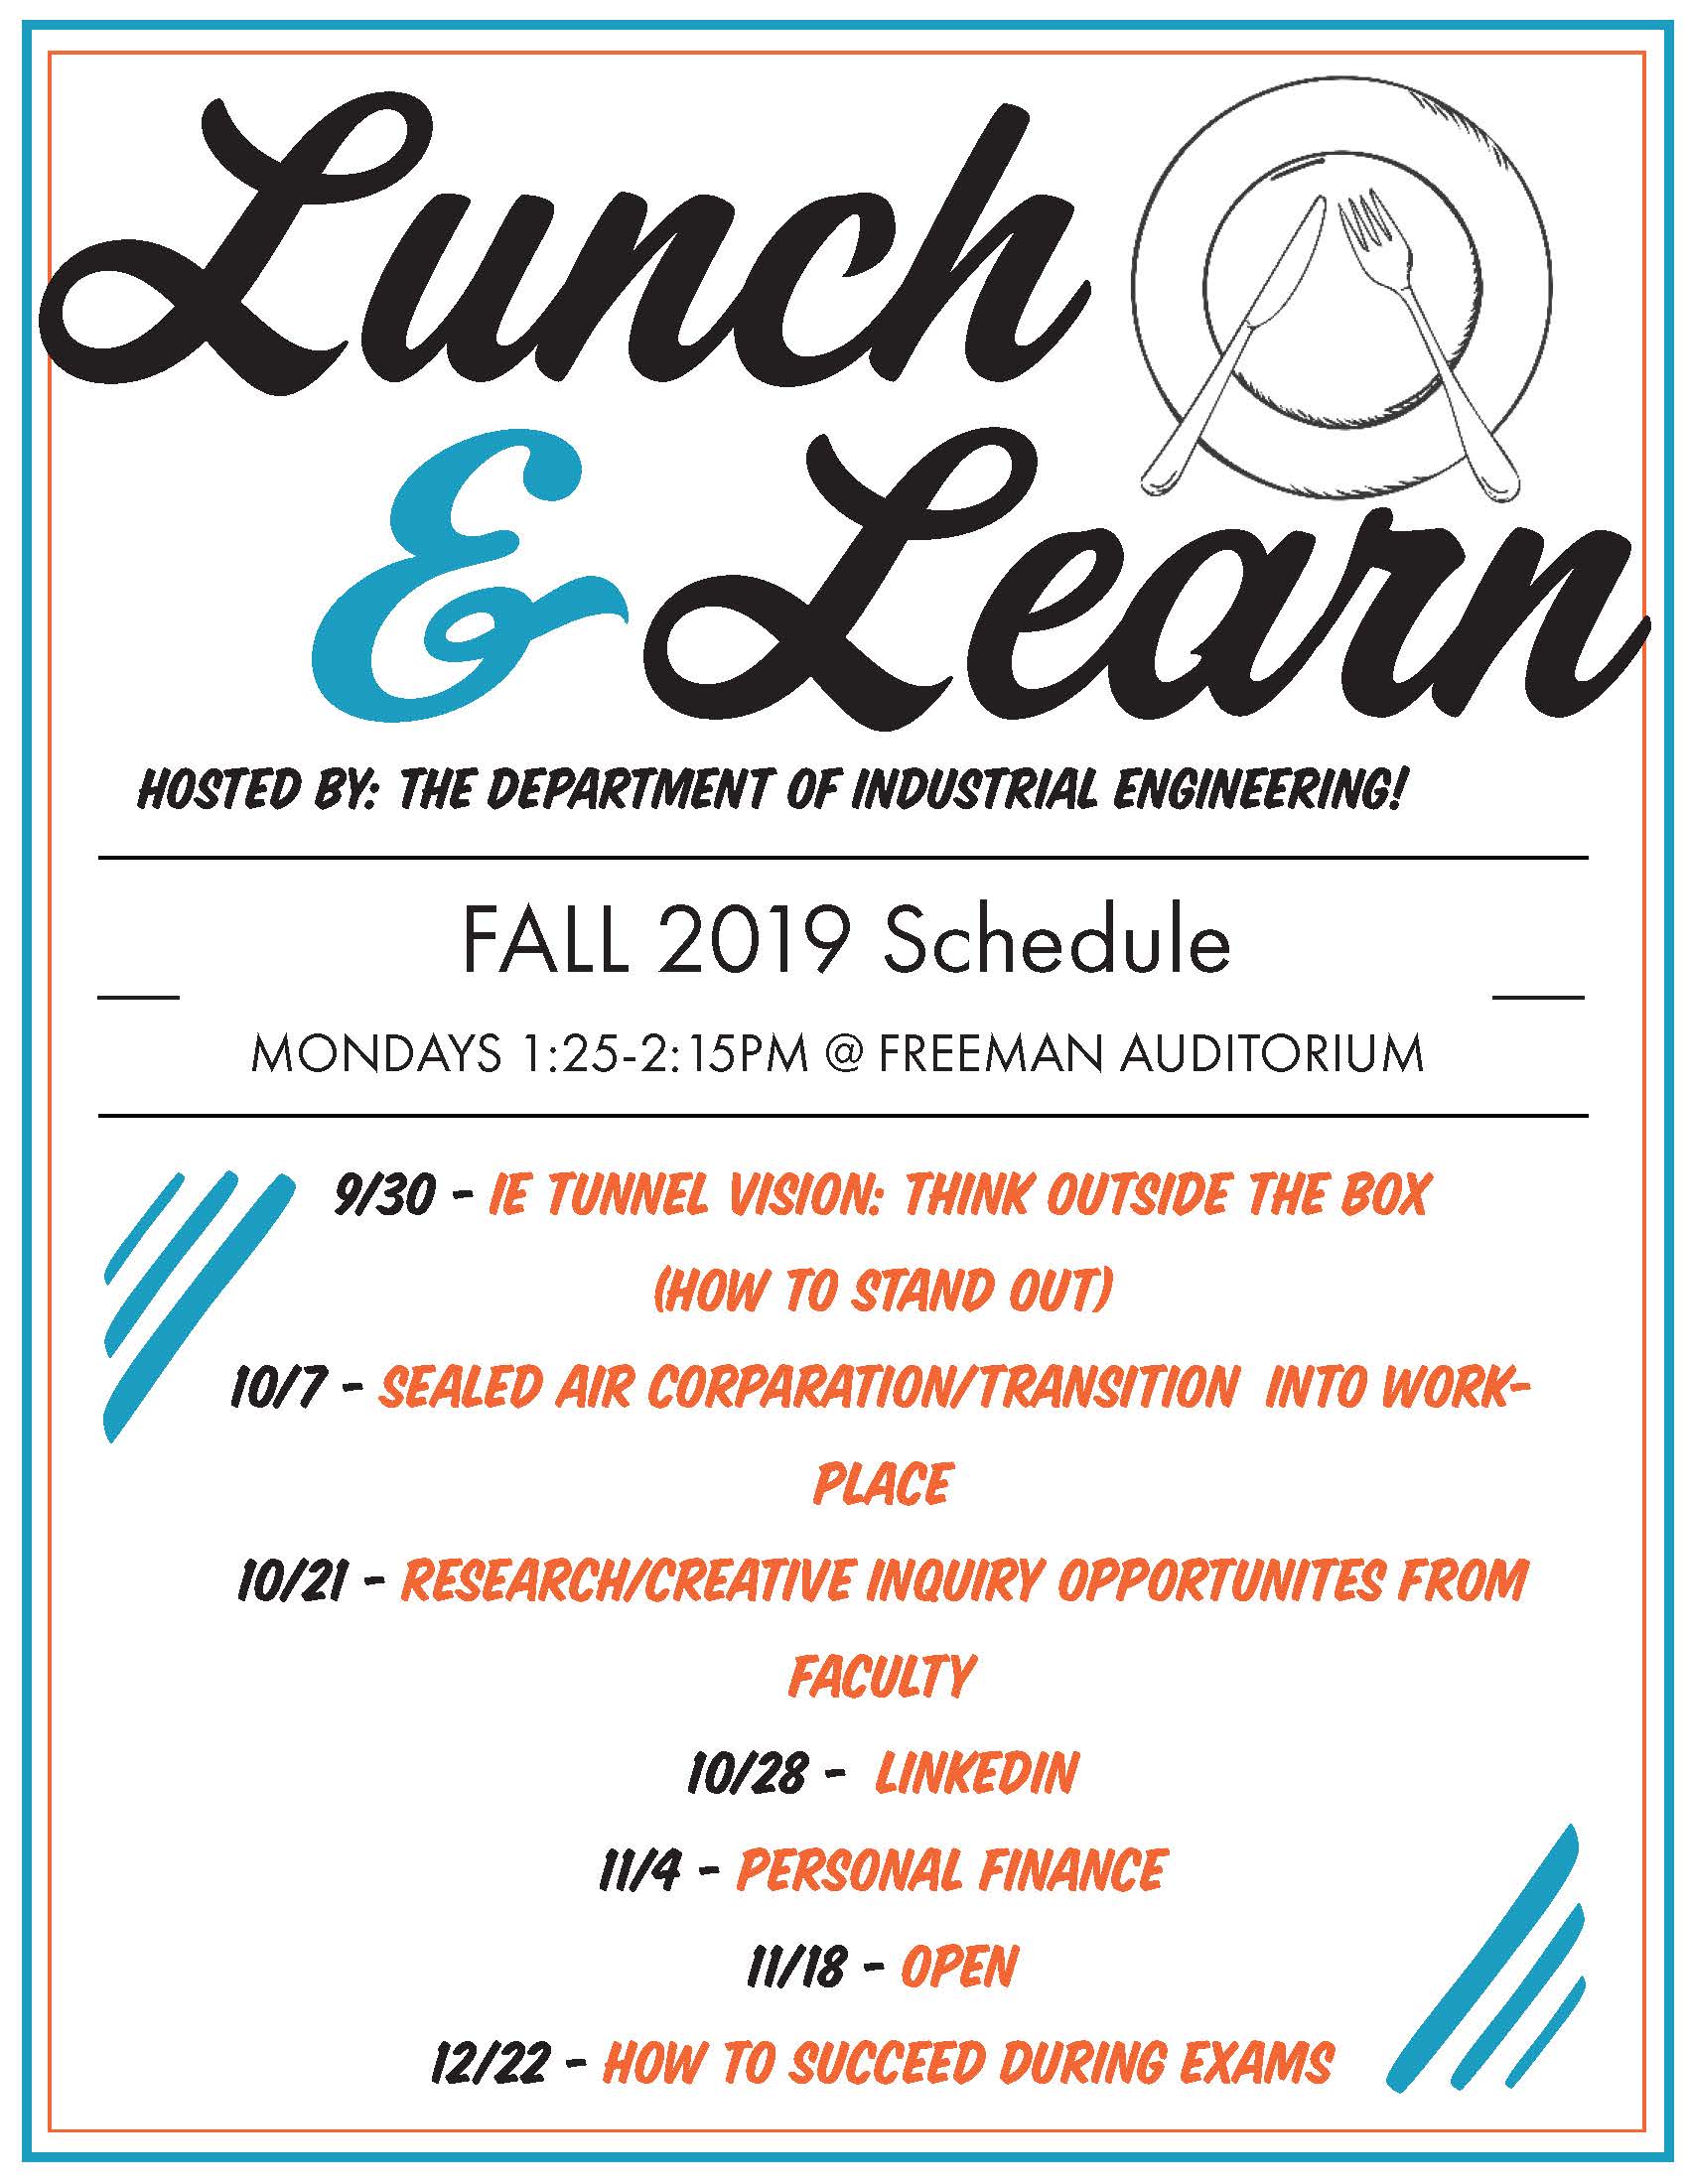 Lunch
& Learn
HOSTED BY: THE DEPARTMENT OF INDUSTRIAL ENGINEERING!
FALL 2019 Schedule
MONDAYS 1:25-2:15PM @ FREEMAN AUDITORIUM
9/30 - IE TUNNEL VISION: THINK OUTSIDE THE BOX
(HOW TO STAND OUT)
10/7 - SEALED AIR CORPARATION/TRANSITION INTO WORK-
PLACE
10/21 - RESEARCH/CREATIVE INQUIRY OPPORTUNITES FROM
FACULTY
10/28 - LINKEDIN
11/4 - PERSONAL FINANCE
11/18 - OPEN
12/22 - HOW TO SUCCEED DURING EXAMS